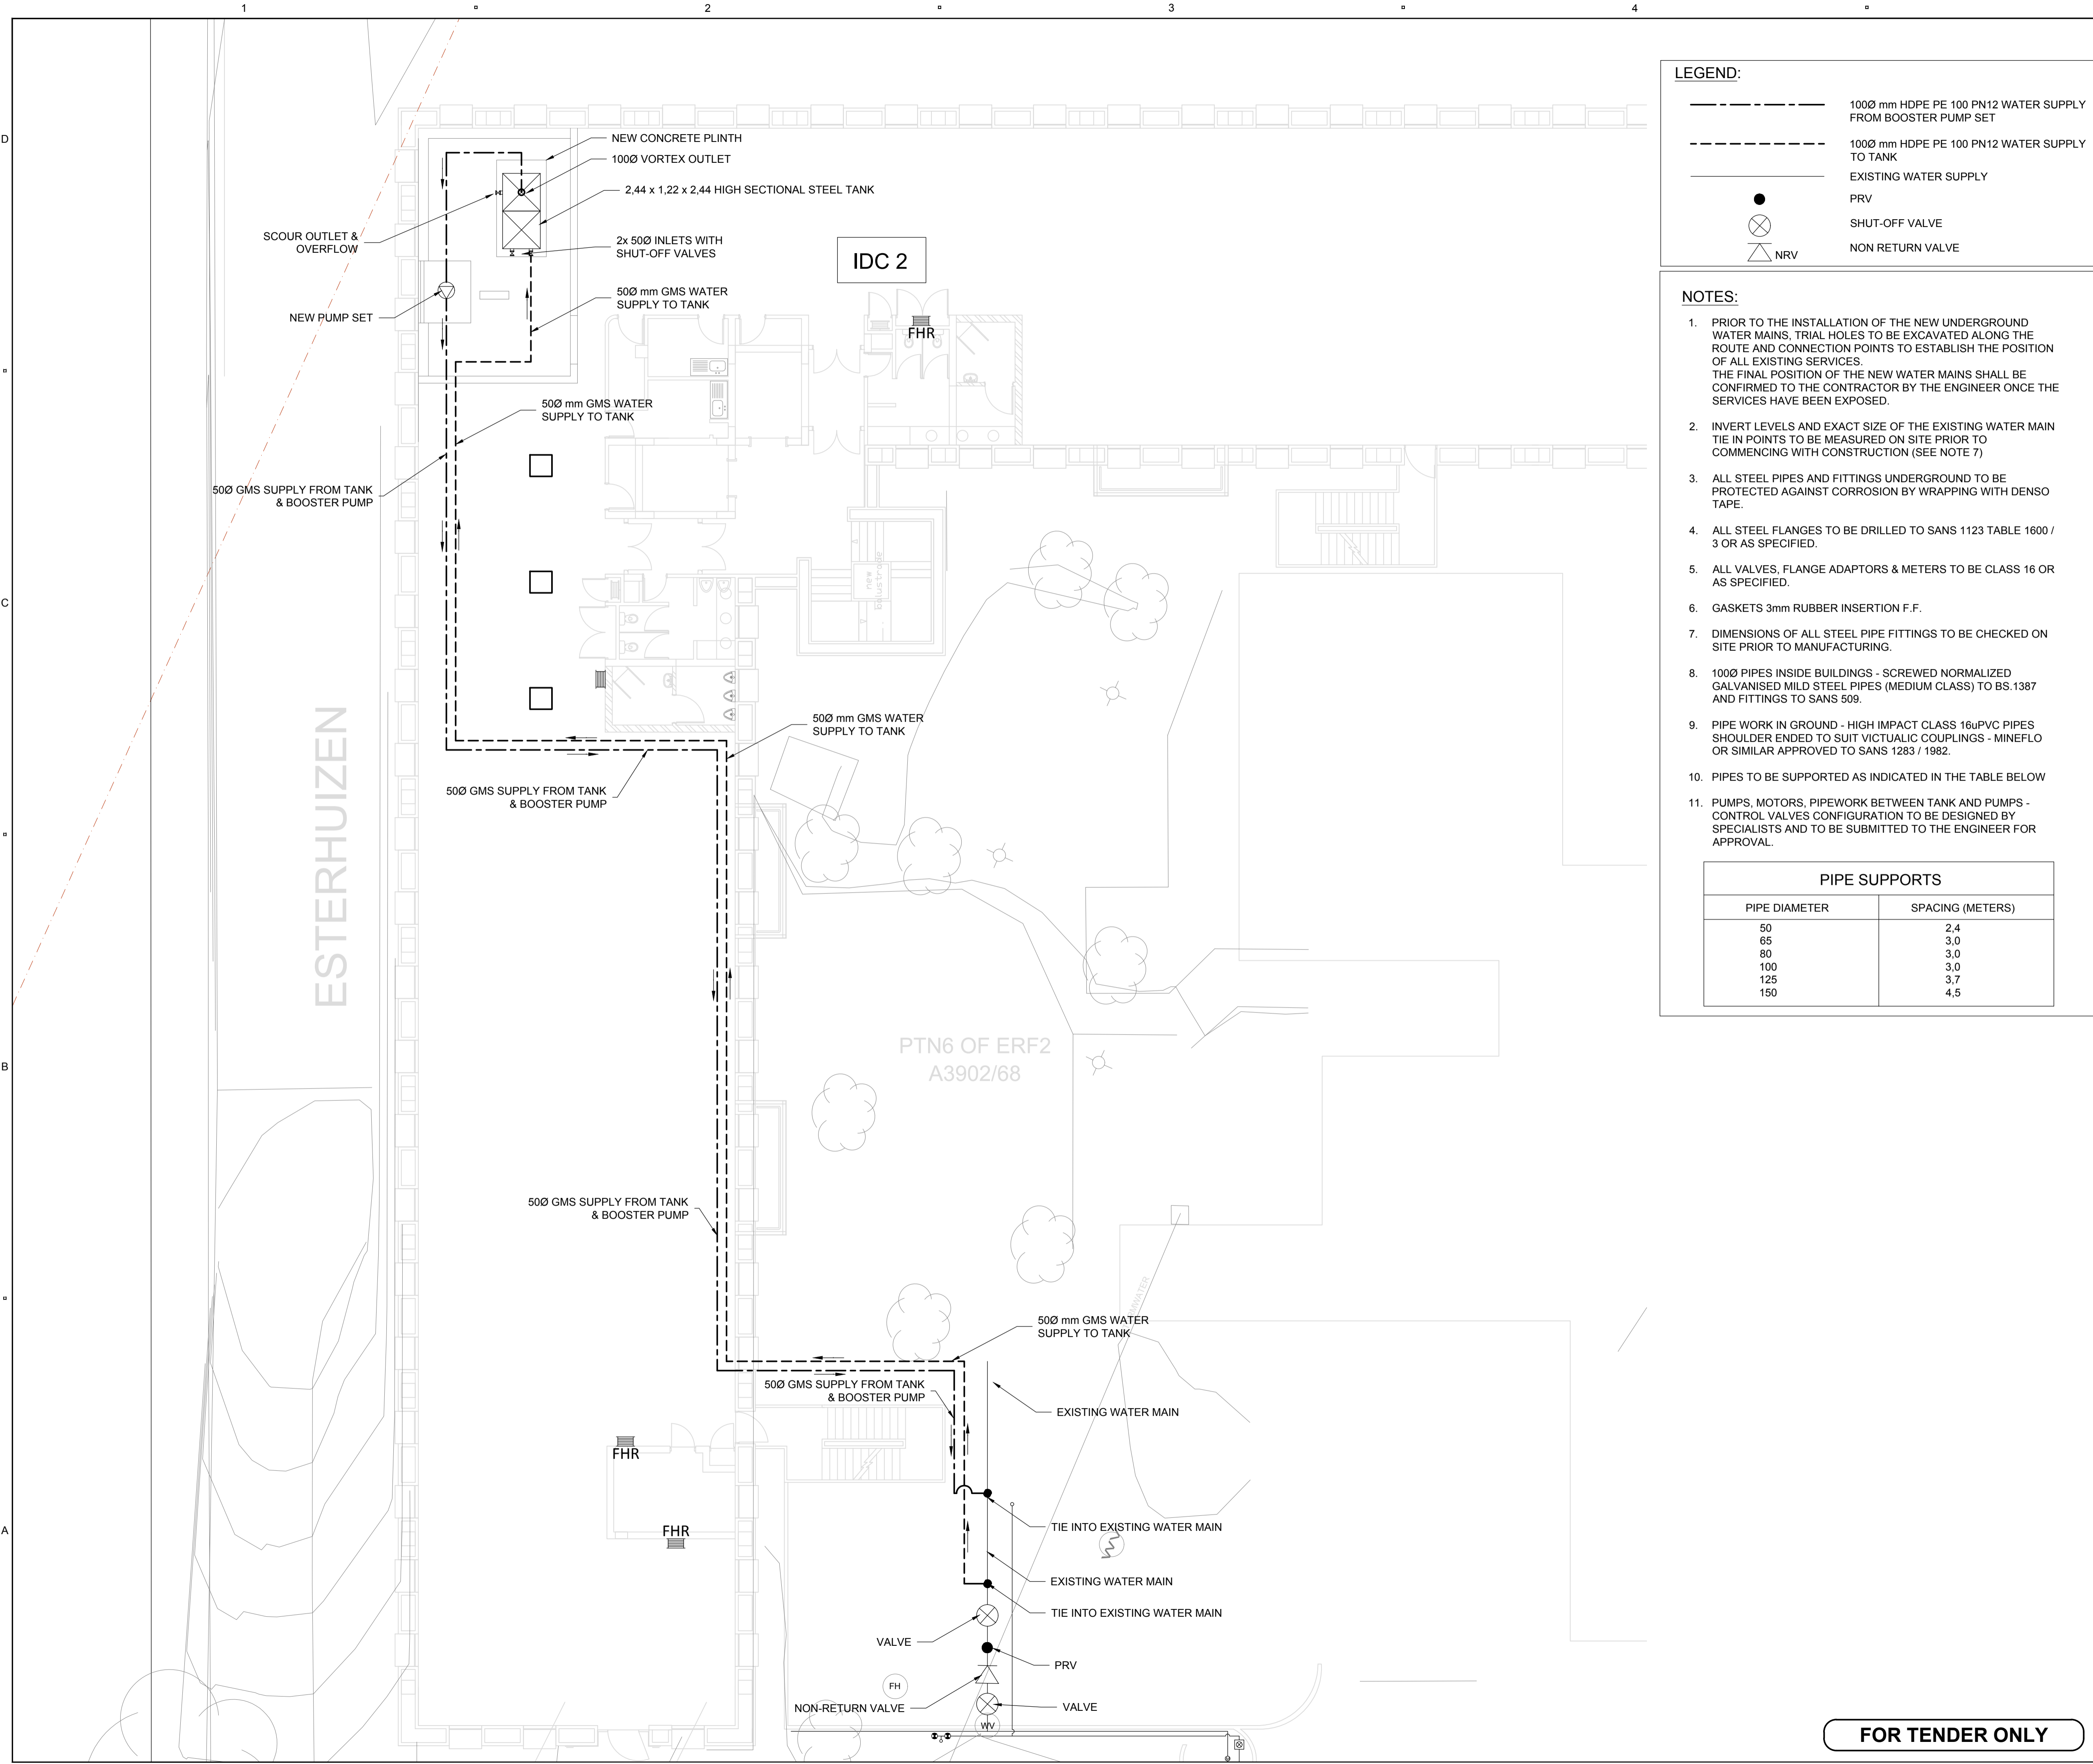 1
2
3
4
D
C
B
A
NEW CONCRETE PLINTH
100Ø VORTEX OUTLET
2,44 x 1,22 x 2,44 HIGH SECTIONAL STEEL TANK
SCOUR OUTLET &
OVERFLOW
2x 50Ø INLETS WITH
SHUT-OFF VALVES
IDC 2
50Ø mm GMS WATER
SUPPLY TO TANK
NEW PUMP SET
FHR
50Ø mm GMS WATER
SUPPLY TO TANK
50Ø GMS SUPPLY FROM TANK
& BOOSTER PUMP
new
balustrade
ESTERHUIZEN
50Ø mm GMS WATER
SUPPLY TO TANK
50Ø GMS SUPPLY FROM TANK
& BOOSTER PUMP
PTN6 OF ERF2
A3902/68
50Ø GMS SUPPLY FROM TANK
& BOOSTER PUMP
MWATER
50Ø mm GMS WATER
SUPPLY TO TANK
50Ø GMS SUPPLY FROM TANK
& BOOSTER PUMP
EXISTING WATER MAIN
FHR
FHR
TIE INTO EXISTING WATER MAIN
EXISTING WATER MAIN
TIE INTO EXISTING WATER MAIN
VALVE
PRV
FH
NON-RETURN VALVE
VALVE
WV
LEGEND:
100Ø mm HDPE PE 100 PN12 WATER SUPPLY
FROM BOOSTER PUMP SET
100Ø mm HDPE PE 100 PN12 WATER SUPPLY
TO TANK
EXISTING WATER SUPPLY
PRV
SHUT-OFF VALVE
NRV
NON RETURN VALVE
NOTES:
1. PRIOR TO THE INSTALLATION OF THE NEW UNDERGROUND
WATER MAINS, TRIAL HOLES TO BE EXCAVATED ALONG THE
ROUTE AND CONNECTION POINTS TO ESTABLISH THE POSITION
OF ALL EXISTING SERVICES.
THE FINAL POSITION OF THE NEW WATER MAINS SHALL BE
CONFIRMED TO THE CONTRACTOR BY THE ENGINEER ONCE THE
SERVICES HAVE BEEN EXPOSED.
2. INVERT LEVELS AND EXACT SIZE OF THE EXISTING WATER MAIN
TIE IN POINTS TO BE MEASURED ON SITE PRIOR TO
COMMENCING WITH CONSTRUCTION (SEE NOTE 7)
3. ALL STEEL PIPES AND FITTINGS UNDERGROUND TO BE
PROTECTED AGAINST CORROSION BY WRAPPING WITH DENSO
TAPE.
4. ALL STEEL FLANGES TO BE DRILLED TO SANS 1123 TABLE 1600 /
3 OR AS SPECIFIED.
5. ALL VALVES, FLANGE ADAPTORS & METERS TO BE CLASS 16 OR
AS SPECIFIED.
6. GASKETS 3mm RUBBER INSERTION F.F.
7. DIMENSIONS OF ALL STEEL PIPE FITTINGS TO BE CHECKED ON
SITE PRIOR TO MANUFACTURING.
8. 100Ø PIPES INSIDE BUILDINGS - SCREWED NORMALIZED
GALVANISED MILD STEEL PIPES (MEDIUM CLASS) TO BS.1387
AND FITTINGS TO SANS 509.
9. PIPE WORK IN GROUND - HIGH IMPACT CLASS 16uPVC PIPES
SHOULDER ENDED TO SUIT VICTUALIC COUPLINGS - MINEFLO
OR SIMILAR APPROVED TO SANS 1283 / 1982.
10. PIPES TO BE SUPPORTED AS INDICATED IN THE TABLE BELOW
11. PUMPS, MOTORS, PIPEWORK BETWEEN TANK AND PUMPS -
CONTROL VALVES CONFIGURATION TO BE DESIGNED BY
SPECIALISTS AND TO BE SUBMITTED TO THE ENGINEER FOR
APPROVAL.
PIPE SUPPORTS
PIPE DIAMETER SPACING (METERS)
50 2,4
65 3,0
80 3,0
100 3,0
125 3,7
150 4,5
FOR TENDER ONLY